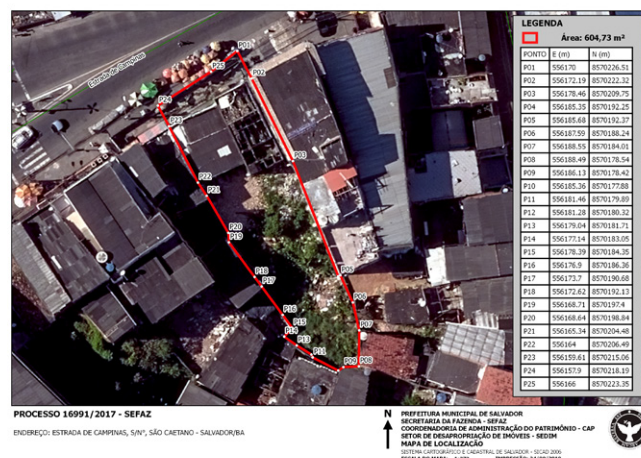 Estrada de Campinas
P01
P25
P02
P24
P23
P03
P22
P21
P20
P19
P18
P17
P05
P06
P16
P15
P07
P14
P13
P11
P09
P08
LEGENDA
Área: 604,73 m²
PONTO E (m) N (m)
P01 556170 8570226.51
P02 556172.19 8570222.32
P03 556178.46 8570209.75
P04 556185.35 8570192.25
P05 556185.68 8570192.37
P06 556187.59 8570188.24
P07 556188.55 8570184.01
P08 556188.49 8570178.54
P09 556186.13 8570178.42
P10 556185.36 8570177.88
P11 556181.46 8570179.89
P12 556181.28 8570180.32
P13 556179.04 8570181.71
P14 556177.14 8570183.05
P15 556178.39 8570184.35
P16 556176.9 8570186.36
P17 556173.7 8570190.68
P18 556172.62 8570192.13
P19 556168.71 8570197.4
P20 556168.64 8570198.84
P21 556165.34 8570204.48
P22 556164 8570206.49
P23 556159.61 8570215.06
P24 556157.9 8570218.19
P25 556166 8570223.35
PROCESSO 16991/2017 - SEFAZ
ENDEREÇO: ESTRADA DE CAMPINAS, S/Nº, SÃO CAETANO - SALVADOR/BA
N
PREFEITURA MUNICIPAL DE SALVADOR
SECRETARIA DA FAZENDA - SEFAZ
COORDENADORIA DE ADMINISTRAÇÃO DO PATRIMÔNIO - CAP
SETOR DE DESAPROPRIAÇÃO DE IMÓVEIS - SEDIM
MAPA DE LOCALIZAÇÃO
SISTEMA CARTOGRÁFICO E CADASTRAL DE SALVADOR - SICAD 2006